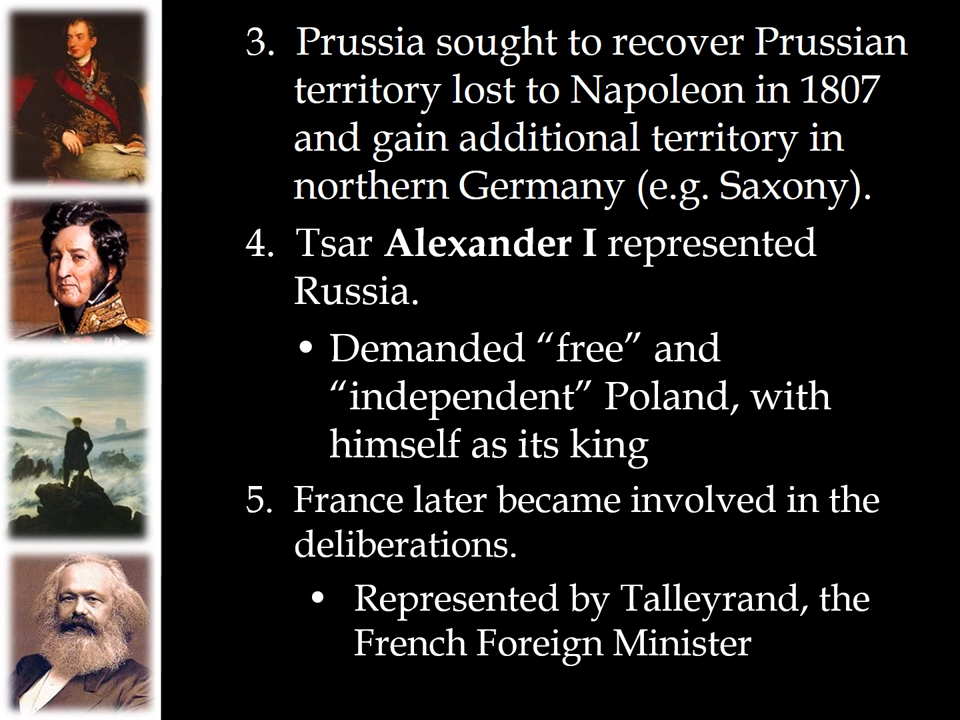 3. Prussia sought to recover Prussian
territory lost to Napoleon in 1807
and gain additional territory in
northern Germany (e.g. Saxony).
4. Tsar Alexander I represented
Russia.
• Demanded “free” and
“independent” Poland, with
himself as its king
5. France later became involved in the
deliberations.
• Represented by Talleyrand, the
French Foreign Minister